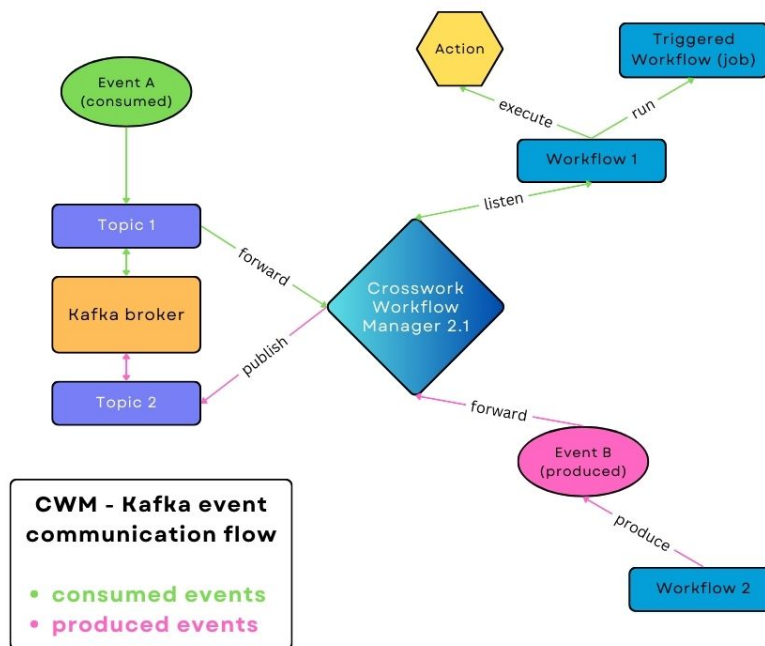 Action
Triggered
Workflow (job)
Event A
(consumed)
execute
run
Workflow 1
listen
Topic 1
forward
Kafka broker
Crosswork
Workflow
Manager 2.1
publish
Topic 2
forward
Event B
(produced)
produce
Workflow 2
CWM - Kafka event
communication flow
• consumed events
• produced events